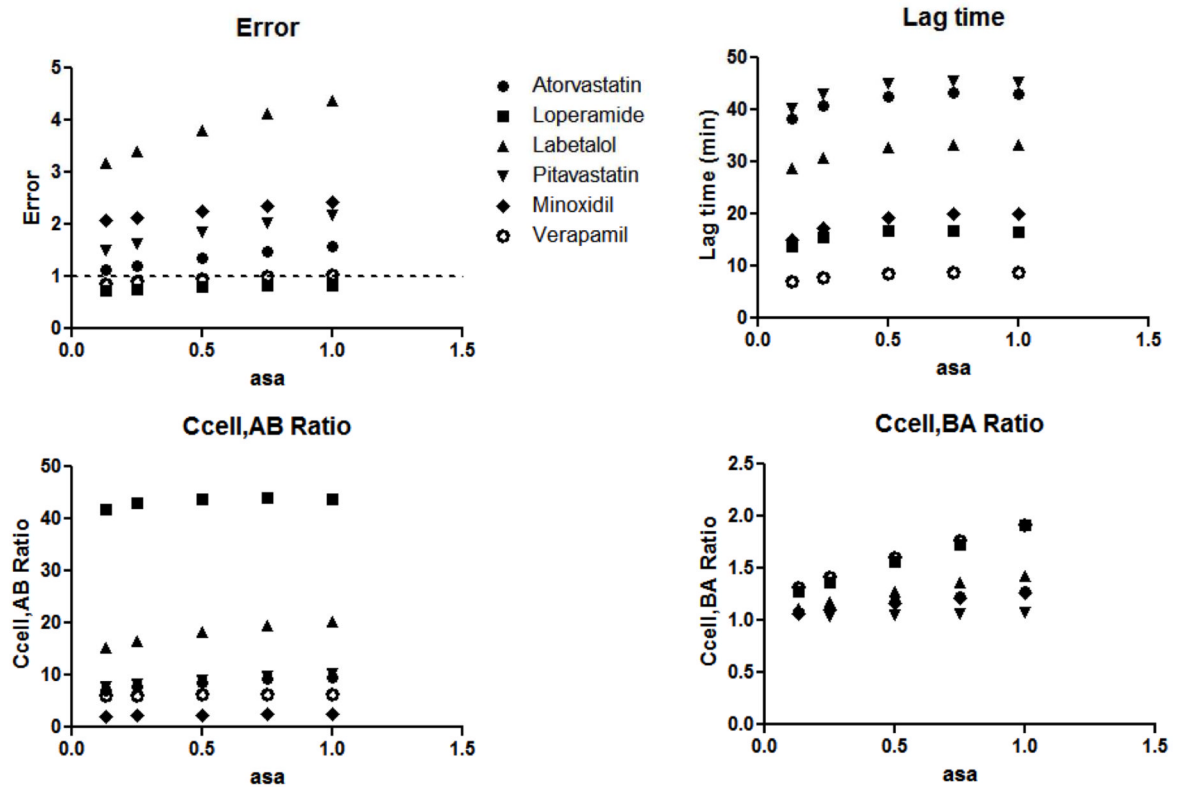 Error
Error
5
4
3
2
1
0
0.0 0.5 1.0 1.5
asa
Atorvastatin
Loperamide
Labetalol
Pitavastatin
Minoxidil
Verapamil
Lag time
Lag time (min)
50
40
30
20
10
0
0.0 0.5 1.0 1.5
asa
Ccell,AB Ratio
Ccell,AB Ratio
50
40
30
20
10
0
0.0 0.5 1.0 1.5
asa
Ccell,BA Ratio
Ccell,BA Ratio
2.5
2.0
1.5
1.0
0.5
0.0
0.0 0.5 1.0 1.5
asa